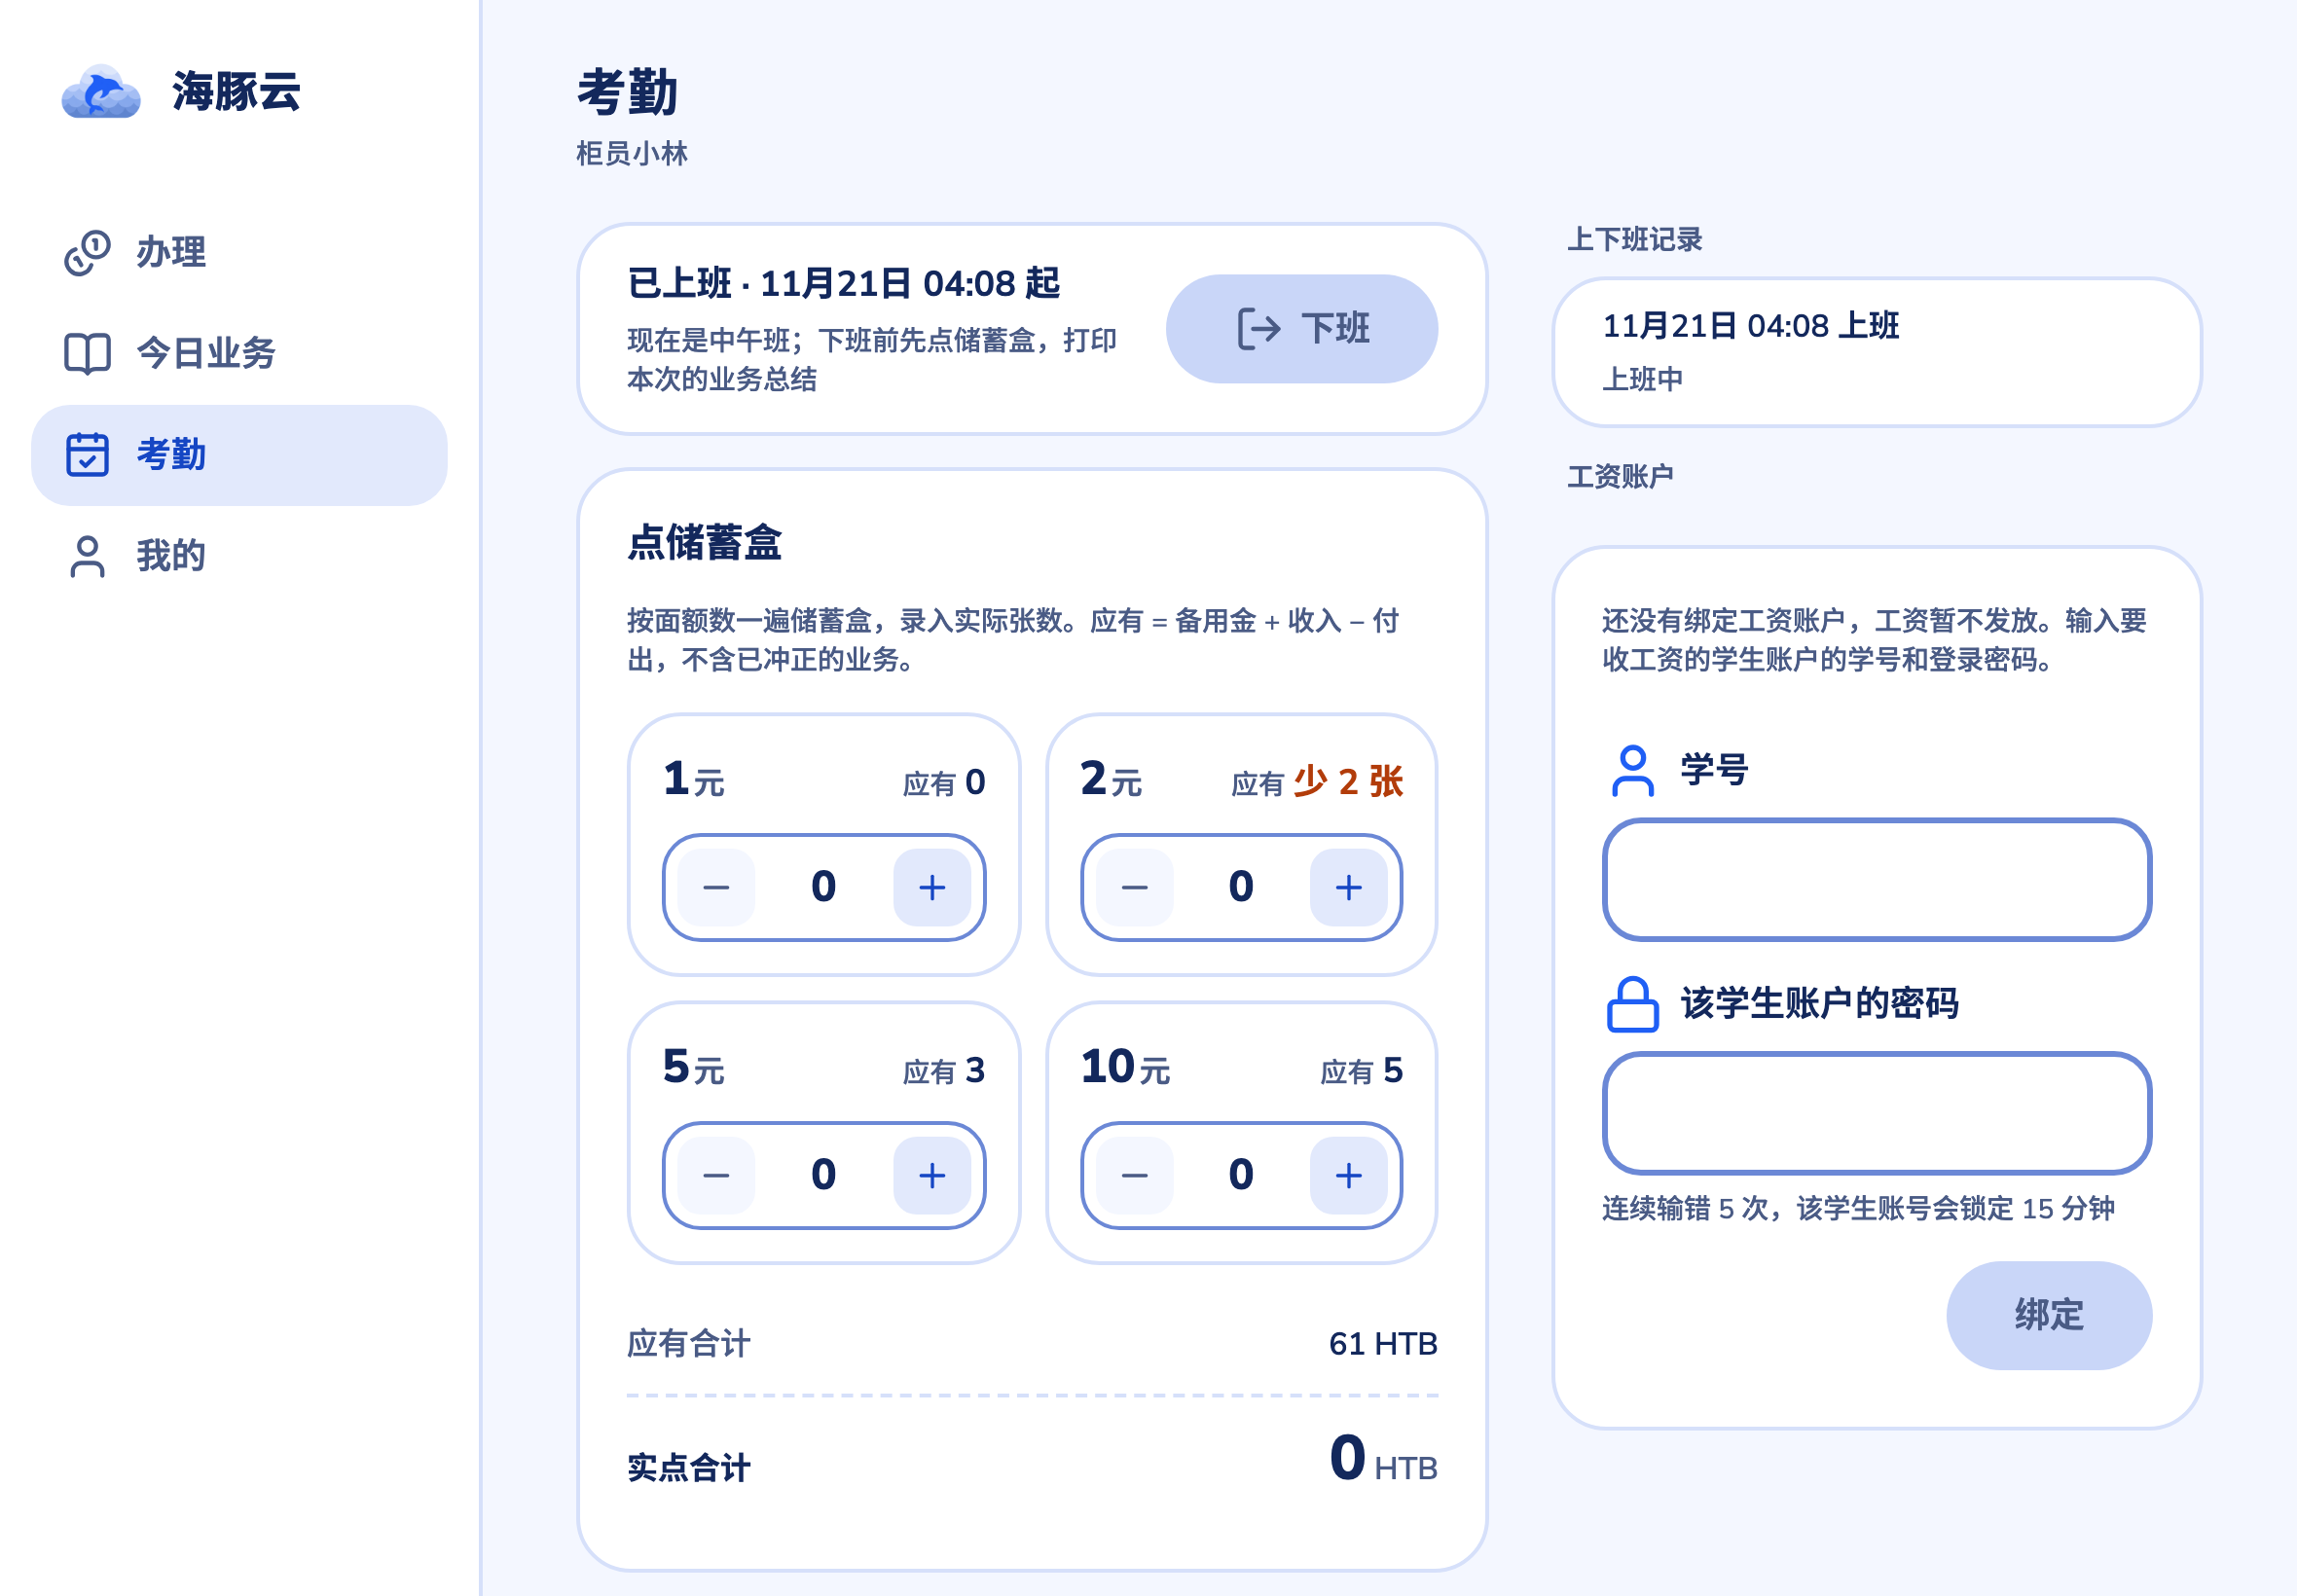 海豚云
办理
今日业务
考勤
我的
考勤
柜员小林
已上班 · 11月21日 04:08 起
现在是中午班；下班前先点储蓄盒，打印
本次的业务总结
下班
点储蓄盒
按面额数一遍储蓄盒，录入实际张数。应有 = 备用金 + 收入 − 付
出，不含已冲正的业务。
1元 应有 0
− 0 +
2元 应有 少 2 张
− 0 +
5元 应有 3
− 0 +
10元 应有 5
− 0 +
应有合计 61 HTB
实点合计 0 HTB
上下班记录
11月21日 04:08 上班
上班中
工资账户
还没有绑定工资账户，工资暂不发放。输入要
收工资的学生账户的学号和登录密码。
学号
该学生账户的密码
连续输错 5 次，该学生账号会锁定 15 分钟
绑定